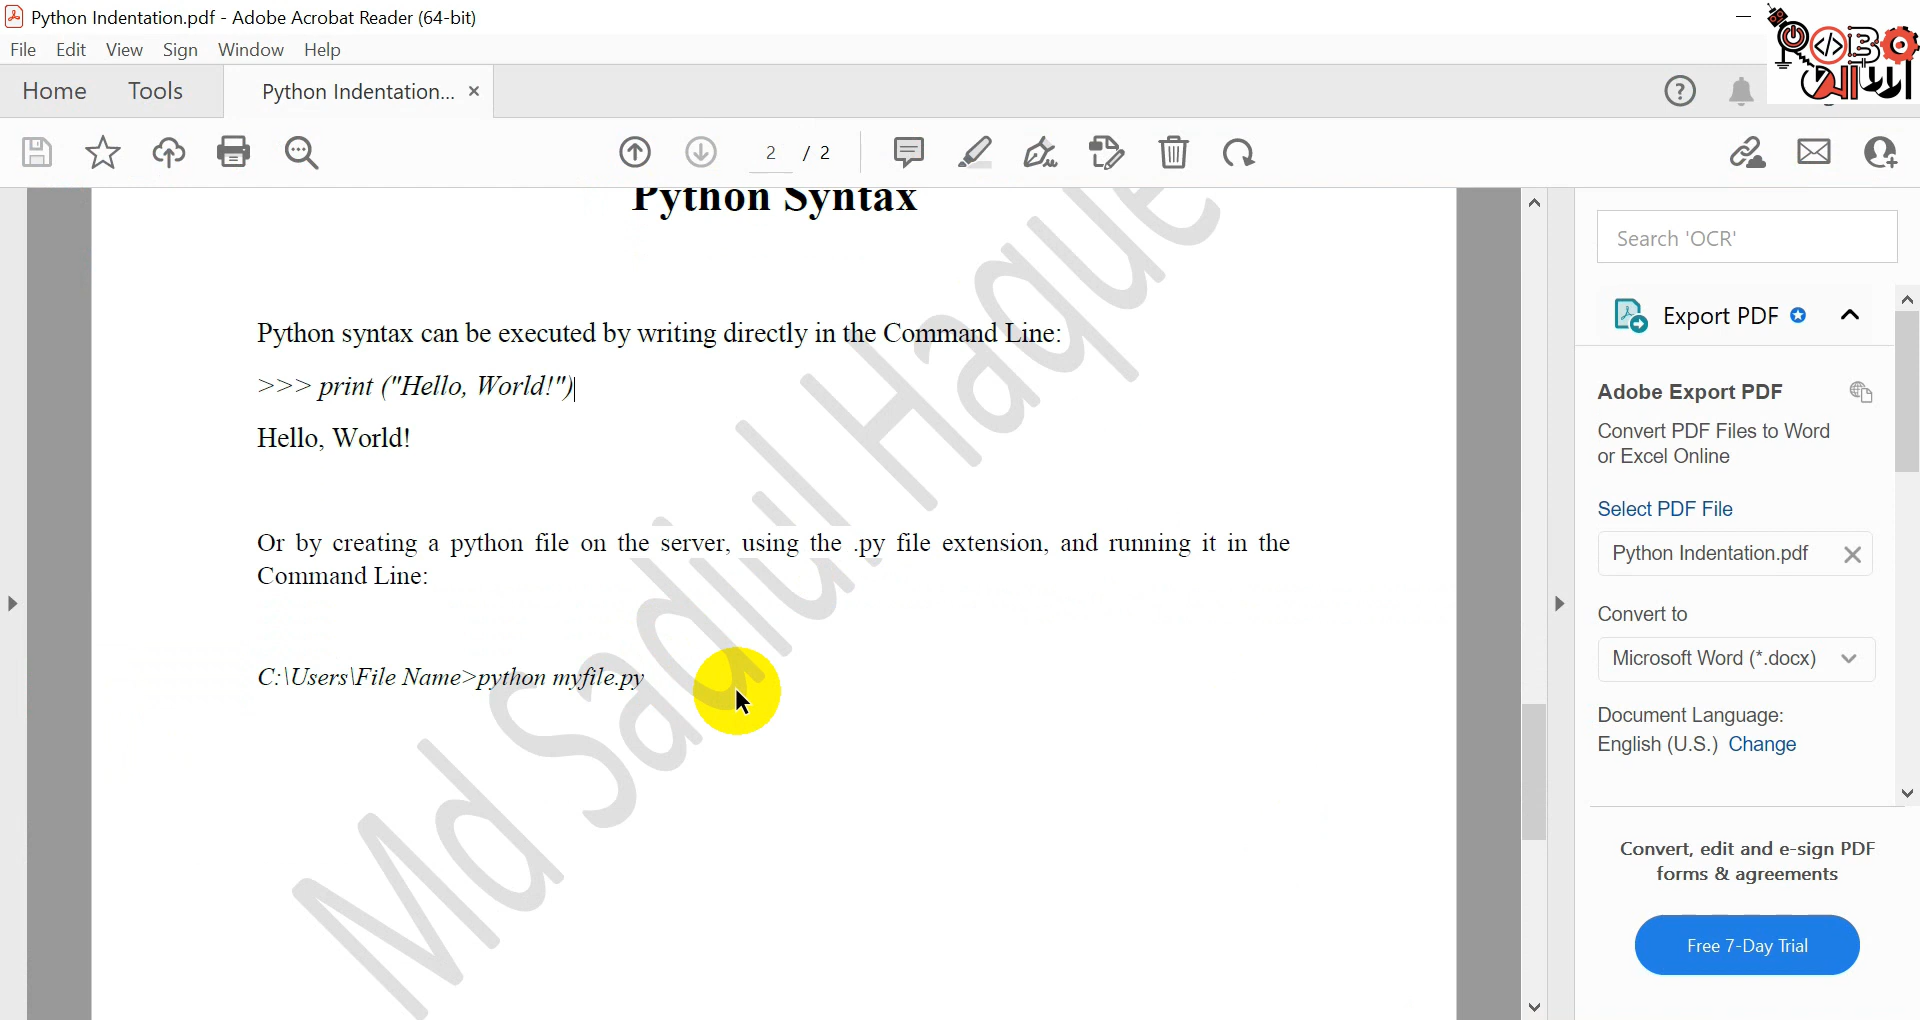 Python Indentation.pdf - Adobe Acrobat Reader (64-bit)
File Edit View Sign Window Help
Home Tools Python Indentation... ×
2 / 2
Python Syntax
Python syntax can be executed by writing directly in the Command Line:
>>> print ("Hello, World!")
Hello, World!
Or by creating a python file on the server, using the .py file extension, and running it in the
Command Line:
C:\Users\File Name>python myfile.py
Md Sadiul Haque
Search 'OCR'
Export PDF
Adobe Export PDF
Convert PDF Files to Word
or Excel Online
Select PDF File
Python Indentation.pdf
Convert to
Microsoft Word (*.docx)
Document Language:
English (U.S.) Change
Convert, edit and e-sign PDF
forms & agreements
Free 7-Day Trial